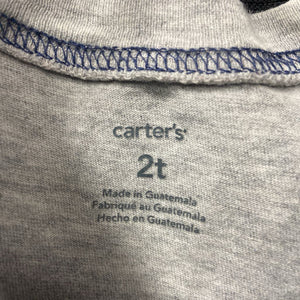 carter's
2t
Made in Guatemala
Fabriqué au Guatemala
Hecho en Guatemala